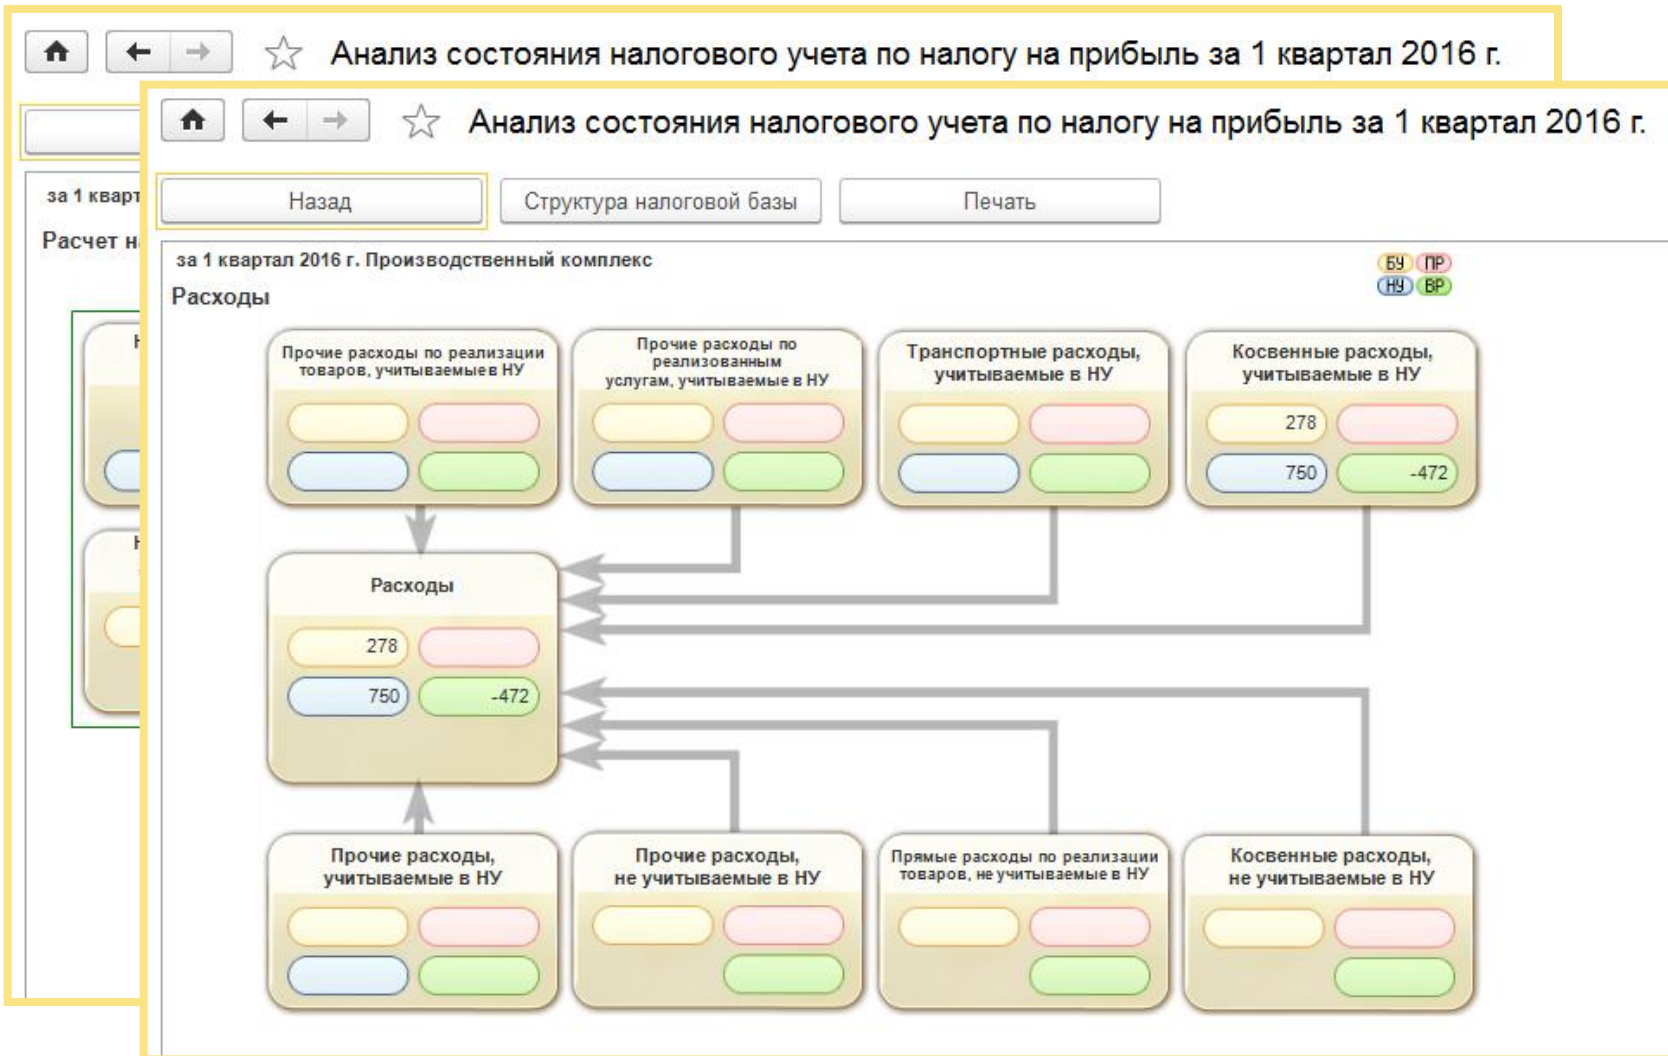 Анализ состояния налогового учета по налогу на прибыль за 1 квартал 2016 г.
Анализ состояния налогового учета по налогу на прибыль за 1 квартал 2016 г.
Назад
Структура налоговой базы
Печать
за 1 кварт
Расчет н
за 1 квартал 2016 г. Производственный комплекс
БУ ПР
НУ ВР
Расходы
Прочие расходы по реализации
товаров, учитываемые в НУ
Прочие расходы по
реализованным
услугам, учитываемые в НУ
Транспортные расходы,
учитываемые в НУ
Косвенные расходы,
учитываемые в НУ
278
750 -472
Расходы
278
750 -472
Прочие расходы,
учитываемые в НУ
Прочие расходы,
не учитываемые в НУ
Прямые расходы по реализации
товаров, не учитываемые в НУ
Косвенные расходы,
не учитываемые в НУ